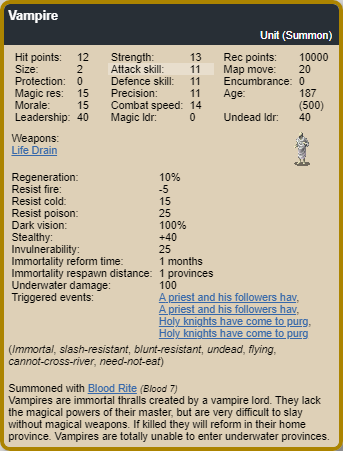 Vampire
Unit (Summon)
Hit points: 12 Strength: 13 Rec points: 10000
Size: 2 Attack skill: 11 Map move: 20
Protection: 0 Defence skill: 11 Encumbrance: 0
Magic res: 15 Precision: 11 Age: 187
Morale: 15 Combat speed: 14 (500)
Leadership: 40 Magic ldr: 0 Undead ldr: 40
Weapons:
Life Drain
Regeneration: 10%
Resist fire: -5
Resist cold: 15
Resist poison: 25
Dark vision: 100%
Stealthy: +40
Invulnerability: 25
Immortality reform time: 1 months
Immortality respawn distance: 1 provinces
Underwater damage: 100
Triggered events: A priest and his followers hav,
A priest and his followers hav,
Holy knights have come to purg,
Holy knights have come to purg
(Immortal, slash-resistant, blunt-resistant, undead, flying,
cannot-cross-river, need-not-eat)
Summoned with Blood Rite (Blood 7)
Vampires are immortal thralls created by a vampire lord. They lack
the magical powers of their master, but are very difficult to slay
without magical weapons. If killed they will reform in their home
province. Vampires are totally unable to enter underwater provinces.